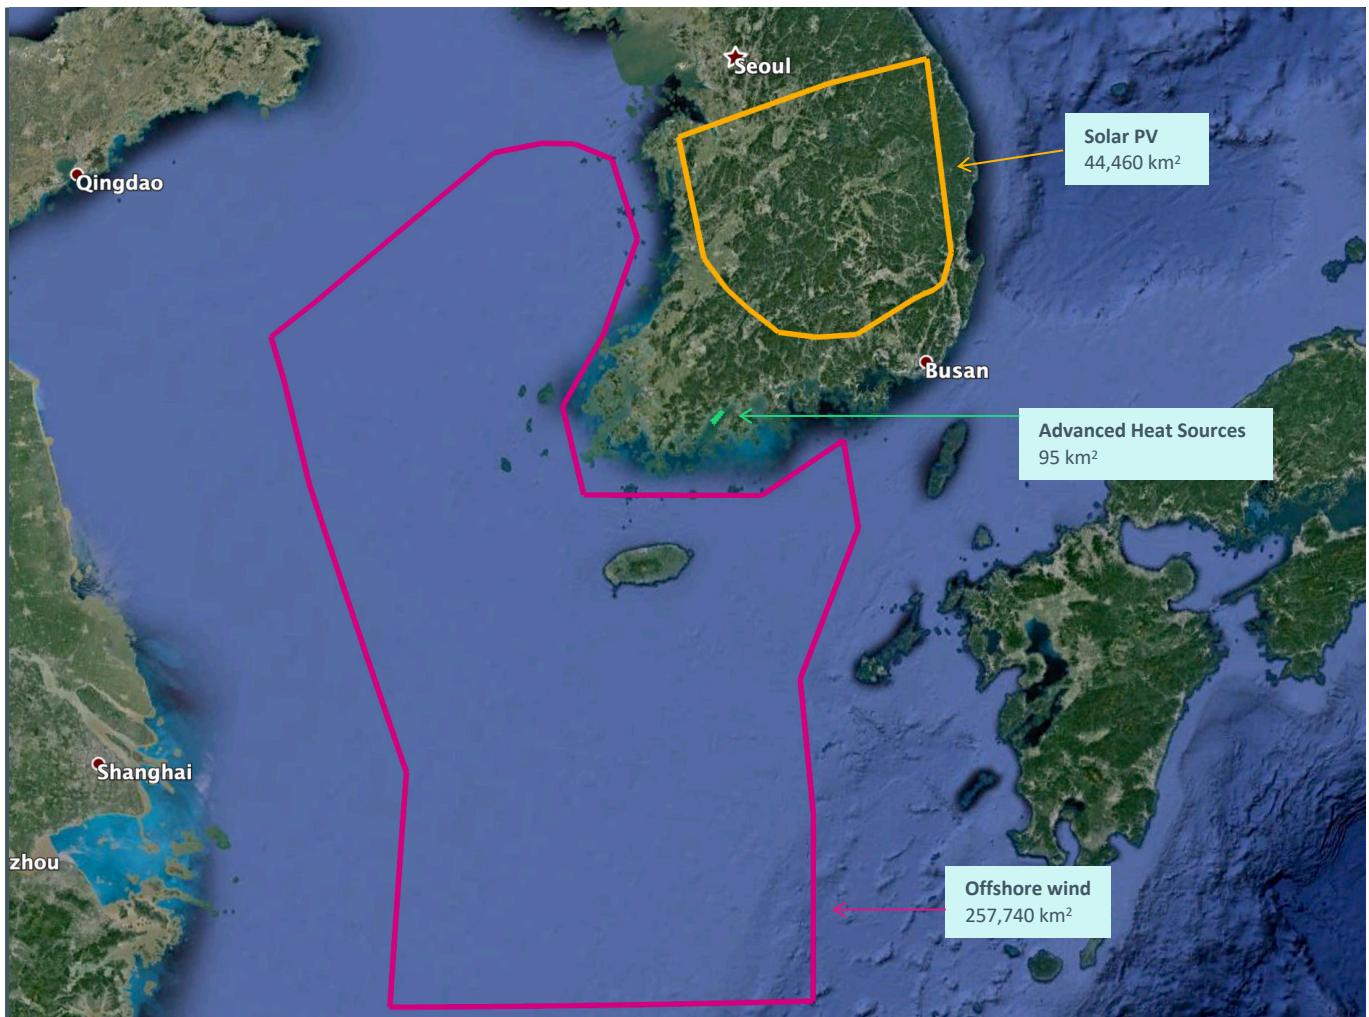 Seoul
Solar PV
44,460 km²
Qingdao
Busan
Advanced Heat Sources
95 km²
Shanghai
zhou
Offshore wind
257,740 km²